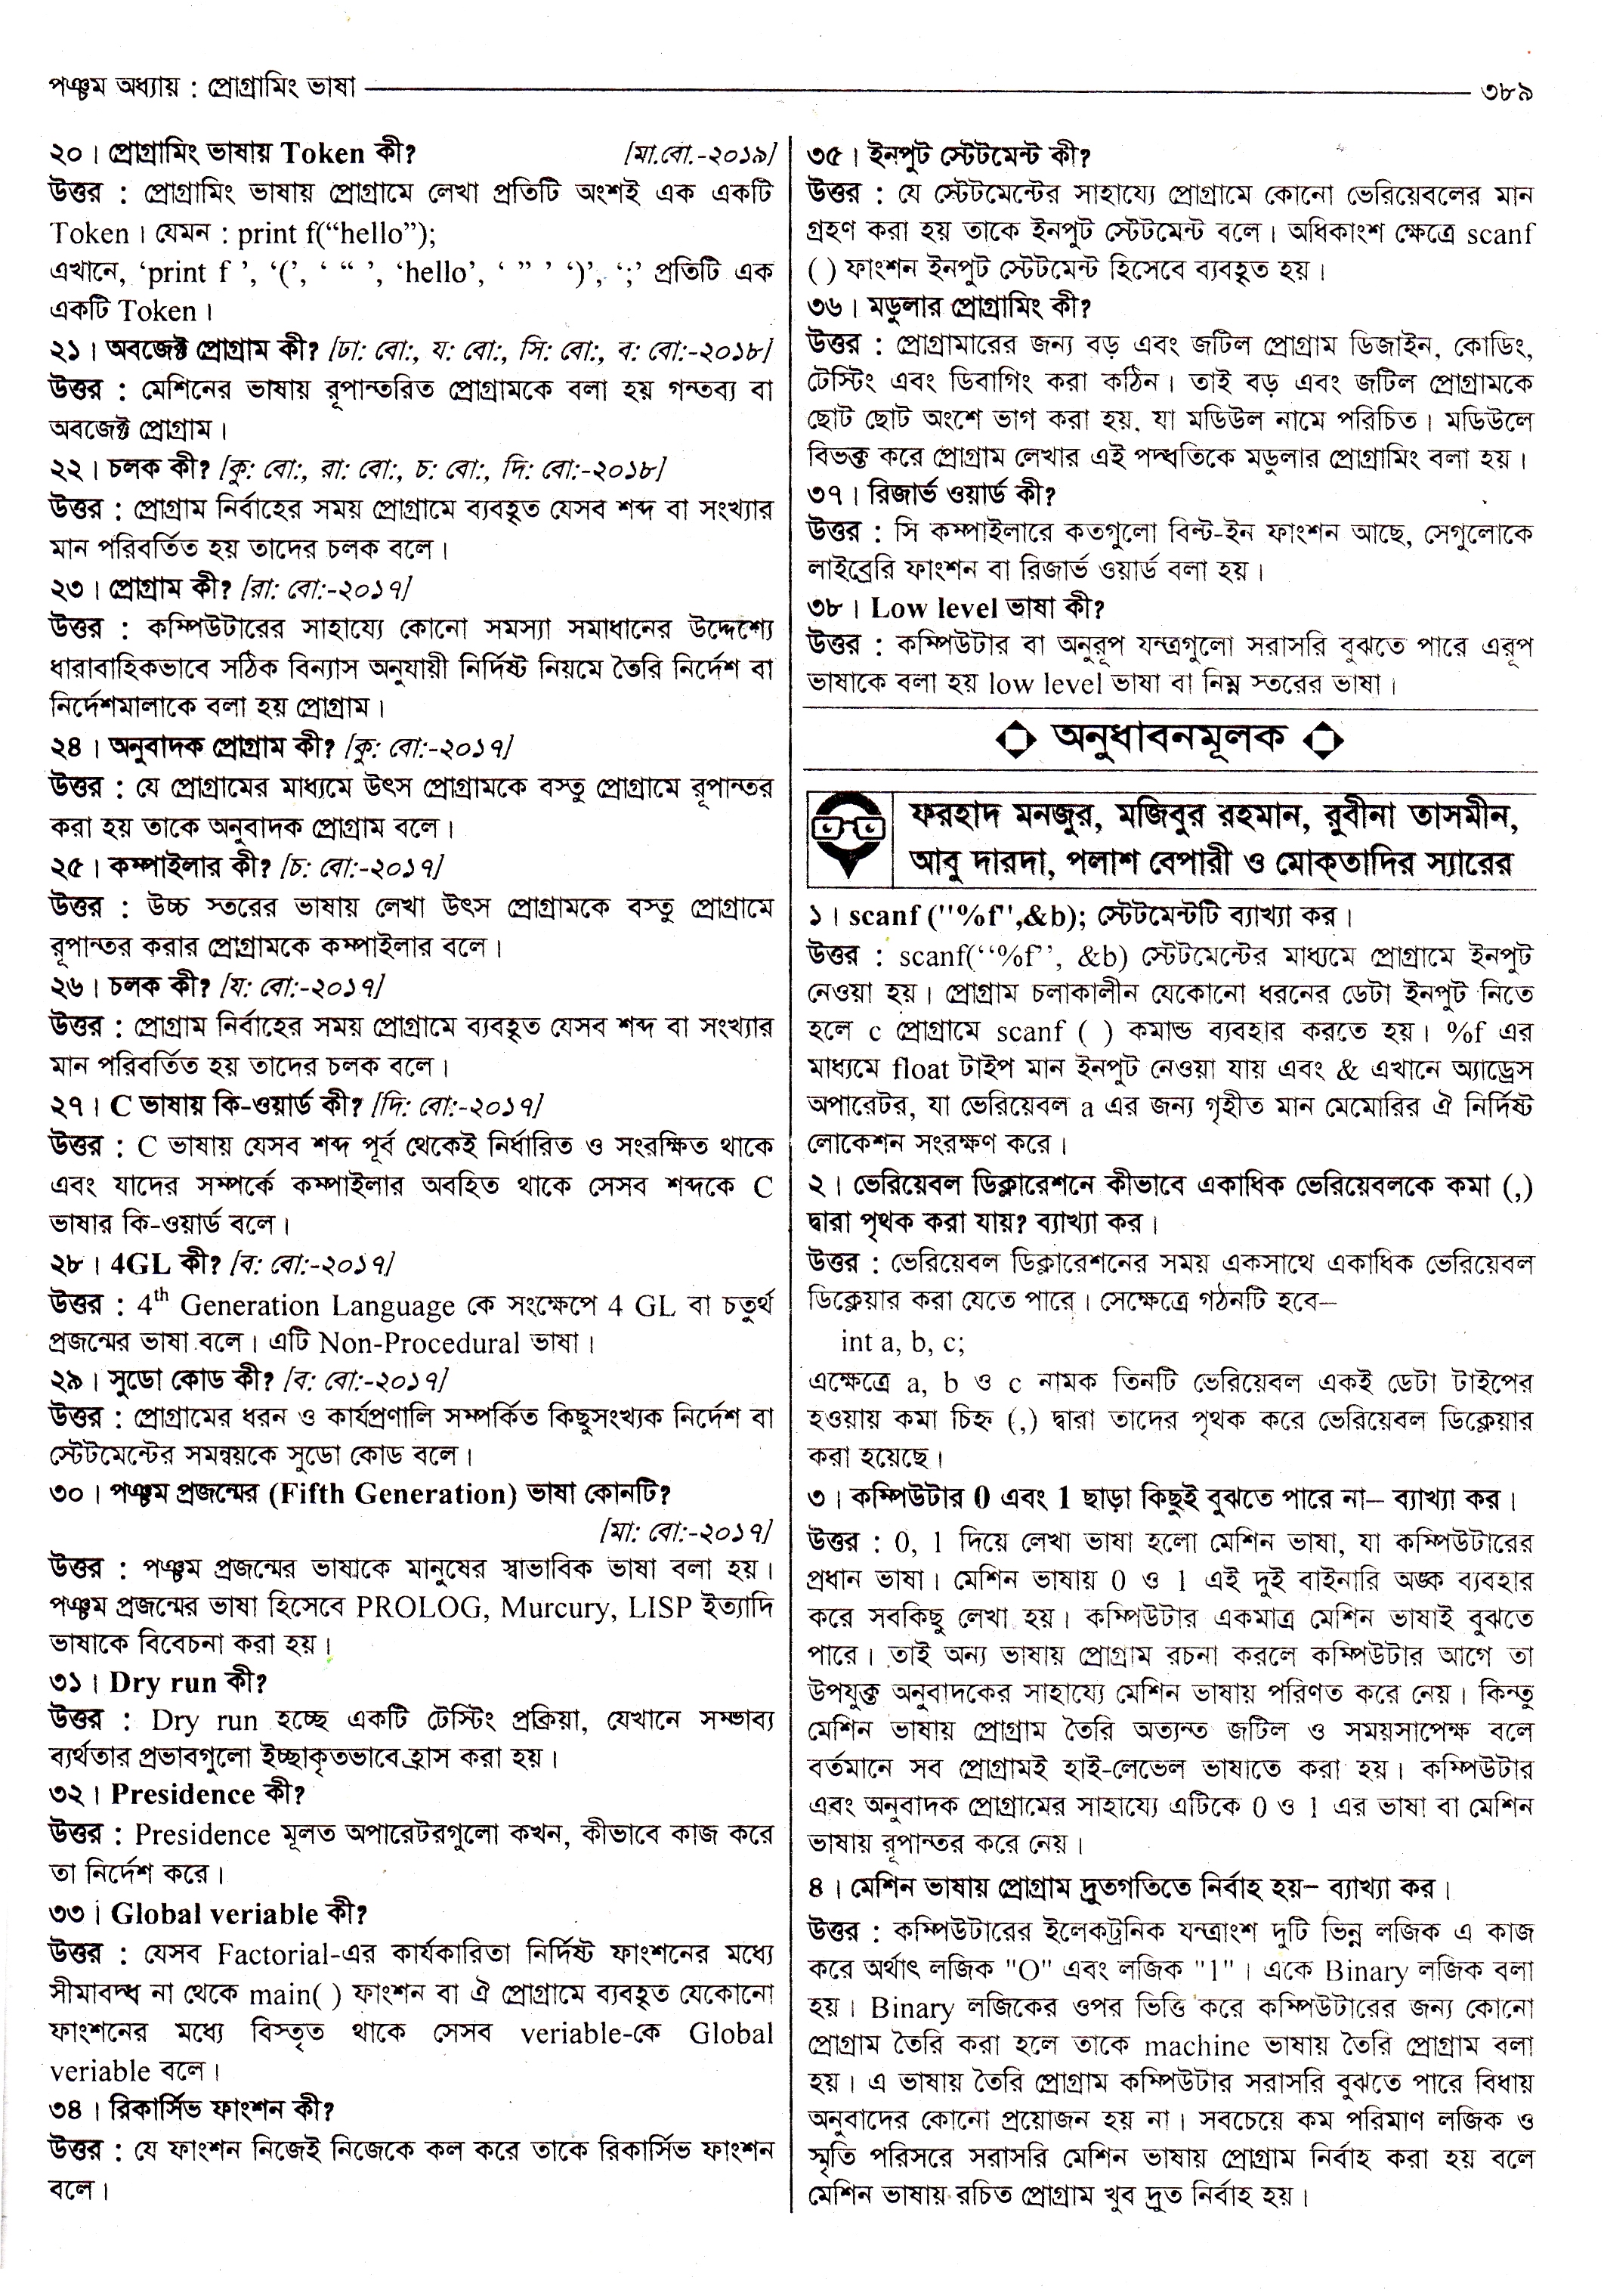 পঞ্চম অধ্যায় : প্রোগ্রামিং ভাষা
৩৮৯
২০। প্রোগ্রামিং ভাষায় Token কী? [মা.বো.-২০১৯]
উত্তর : প্রোগ্রামিং ভাষায় প্রোগ্রামে লেখা প্রতিটি অংশই এক একটি
Token। যেমন : print f(“hello”);
এখানে, ‘print f ’, ‘(’, ‘ “ ’, ‘hello’, ‘ ” ’ ‘)’, ‘;’ প্রতিটি এক
একটি Token।
২১। অবজেক্ট প্রোগ্রাম কী? [ঢা: বো:, য: বো:, সি: বো:, ব: বো:-২০১৮]
উত্তর : মেশিনের ভাষায় রূপান্তরিত প্রোগ্রামকে বলা হয় গন্তব্য বা
অবজেক্ট প্রোগ্রাম।
২২। চলক কী? [কু: বো:, রা: বো:, চ: বো:, দি: বো:-২০১৮]
উত্তর : প্রোগ্রাম নির্বাহের সময় প্রোগ্রামে ব্যবহৃত যেসব শব্দ বা সংখ্যার
মান পরিবর্তিত হয় তাদের চলক বলে।
২৩। প্রোগ্রাম কী? [রা: বো:-২০১৭]
উত্তর : কম্পিউটারের সাহায্যে কোনো সমস্যা সমাধানের উদ্দেশ্যে
ধারাবাহিকভাবে সঠিক বিন্যাস অনুযায়ী নির্দিষ্ট নিয়মে তৈরি নির্দেশ বা
নির্দেশমালাকে বলা হয় প্রোগ্রাম।
২৪। অনুবাদক প্রোগ্রাম কী? [কু: বো:-২০১৭]
উত্তর : যে প্রোগ্রামের মাধ্যমে উৎস প্রোগ্রামকে বস্তু প্রোগ্রামে রূপান্তর
করা হয় তাকে অনুবাদক প্রোগ্রাম বলে।
২৫। কম্পাইলার কী? [চ: বো:-২০১৭]
উত্তর : উচ্চ স্তরের ভাষায় লেখা উৎস প্রোগ্রামকে বস্তু প্রোগ্রামে
রূপান্তর করার প্রোগ্রামকে কম্পাইলার বলে।
২৬। চলক কী? [য: বো:-২০১৭]
উত্তর : প্রোগ্রাম নির্বাহের সময় প্রোগ্রামে ব্যবহৃত যেসব শব্দ বা সংখ্যার
মান পরিবর্তিত হয় তাদের চলক বলে।
২৭। C ভাষায় কি-ওয়ার্ড কী? [দি: বো:-২০১৭]
উত্তর : C ভাষায় যেসব শব্দ পূর্ব থেকেই নির্ধারিত ও সংরক্ষিত থাকে
এবং যাদের সম্পর্কে কম্পাইলার অবহিত থাকে সেসব শব্দকে C
ভাষার কি-ওয়ার্ড বলে।
২৮। 4GL কী? [ব: বো:-২০১৭]
উত্তর : 4th Generation Language কে সংক্ষেপে 4 GL বা চতুর্থ
প্রজন্মের ভাষা বলে। এটি Non-Procedural ভাষা।
২৯। সুডো কোড কী? [ব: বো:-২০১৭]
উত্তর : প্রোগ্রামের ধরন ও কার্যপ্রণালি সম্পর্কিত কিছুসংখ্যক নির্দেশ বা
স্টেটমেন্টের সমন্বয়কে সুডো কোড বলে।
৩০। পঞ্চম প্রজন্মের (Fifth Generation) ভাষা কোনটি?
[মা: বো:-২০১৭]
উত্তর : পঞ্চম প্রজন্মের ভাষাকে মানুষের স্বাভাবিক ভাষা বলা হয়।
পঞ্চম প্রজন্মের ভাষা হিসেবে PROLOG, Murcury, LISP ইত্যাদি
ভাষাকে বিবেচনা করা হয়।
৩১। Dry run কী?
উত্তর : Dry run হচ্ছে একটি টেস্টিং প্রক্রিয়া, যেখানে সম্ভাব্য
ব্যর্থতার প্রভাবগুলো ইচ্ছাকৃতভাবে হ্রাস করা হয়।
৩২। Presidence কী?
উত্তর : Presidence মূলত অপারেটরগুলো কখন, কীভাবে কাজ করে
তা নির্দেশ করে।
৩৩। Global veriable কী?
উত্তর : যেসব Factorial-এর কার্যকারিতা নির্দিষ্ট ফাংশনের মধ্যে
সীমাবদ্ধ না থেকে main( ) ফাংশন বা ঐ প্রোগ্রামে ব্যবহৃত যেকোনো
ফাংশনের মধ্যে বিস্তৃত থাকে সেসব veriable-কে Global
veriable বলে।
৩৪। রিকার্সিভ ফাংশন কী?
উত্তর : যে ফাংশন নিজেই নিজেকে কল করে তাকে রিকার্সিভ ফাংশন
বলে।
৩৫। ইনপুট স্টেটমেন্ট কী?
উত্তর : যে স্টেটমেন্টের সাহায্যে প্রোগ্রামে কোনো ভেরিয়েবলের মান
গ্রহণ করা হয় তাকে ইনপুট স্টেটমেন্ট বলে। অধিকাংশ ক্ষেত্রে scanf
( ) ফাংশন ইনপুট স্টেটমেন্ট হিসেবে ব্যবহৃত হয়।
৩৬। মডুলার প্রোগ্রামিং কী?
উত্তর : প্রোগ্রামারের জন্য বড় এবং জটিল প্রোগ্রাম ডিজাইন, কোডিং,
টেস্টিং এবং ডিবাগিং করা কঠিন। তাই বড় এবং জটিল প্রোগ্রামকে
ছোট ছোট অংশে ভাগ করা হয়, যা মডিউল নামে পরিচিত। মডিউলে
বিভক্ত করে প্রোগ্রাম লেখার এই পদ্ধতিকে মডুলার প্রোগ্রামিং বলা হয়।
৩৭। রিজার্ভ ওয়ার্ড কী?
উত্তর : সি কম্পাইলারে কতগুলো বিল্ট-ইন ফাংশন আছে, সেগুলোকে
লাইব্রেরি ফাংশন বা রিজার্ভ ওয়ার্ড বলা হয়।
৩৮। Low level ভাষা কী?
উত্তর : কম্পিউটার বা অনুরূপ যন্ত্রগুলো সরাসরি বুঝতে পারে এরূপ
ভাষাকে বলা হয় low level ভাষা বা নিম্ন স্তরের ভাষা।
অনুধাবনমূলক
ফরহাদ মনজুর, মজিবুর রহমান, রুবীনা তাসমীন,
আবু দারদা, পলাশ বেপারী ও মোক্‌তাদির স্যারের
১। scanf ("%f",&b); স্টেটমেন্টটি ব্যাখ্যা কর।
উত্তর : scanf(‘‘%f’’, &b) স্টেটমেন্টের মাধ্যমে প্রোগ্রামে ইনপুট
নেওয়া হয়। প্রোগ্রাম চলাকালীন যেকোনো ধরনের ডেটা ইনপুট নিতে
হলে c প্রোগ্রামে scanf ( ) কমান্ড ব্যবহার করতে হয়। %f এর
মাধ্যমে float টাইপ মান ইনপুট নেওয়া যায় এবং & এখানে অ্যাড্রেস
অপারেটর, যা ভেরিয়েবল a এর জন্য গৃহীত মান মেমোরির ঐ নির্দিষ্ট
লোকেশন সংরক্ষণ করে।
২। ভেরিয়েবল ডিক্লারেশনে কীভাবে একাধিক ভেরিয়েবলকে কমা (,)
দ্বারা পৃথক করা যায়? ব্যাখ্যা কর।
উত্তর : ভেরিয়েবল ডিক্লারেশনের সময় একসাথে একাধিক ভেরিয়েবল
ডিক্লেয়ার করা যেতে পারে। সেক্ষেত্রে গঠনটি হবে–
int a, b, c;
এক্ষেত্রে a, b ও c নামক তিনটি ভেরিয়েবল একই ডেটা টাইপের
হওয়ায় কমা চিহ্ন (,) দ্বারা তাদের পৃথক করে ভেরিয়েবল ডিক্লেয়ার
করা হয়েছে।
৩। কম্পিউটার 0 এবং 1 ছাড়া কিছুই বুঝতে পারে না– ব্যাখ্যা কর।
উত্তর : 0, 1 দিয়ে লেখা ভাষা হলো মেশিন ভাষা, যা কম্পিউটারের
প্রধান ভাষা। মেশিন ভাষায় 0 ও 1 এই দুই বাইনারি অঙ্ক ব্যবহার
করে সবকিছু লেখা হয়। কম্পিউটার একমাত্র মেশিন ভাষাই বুঝতে
পারে। তাই অন্য ভাষায় প্রোগ্রাম রচনা করলে কম্পিউটার আগে তা
উপযুক্ত অনুবাদকের সাহায্যে মেশিন ভাষায় পরিণত করে নেয়। কিন্তু
মেশিন ভাষায় প্রোগ্রাম তৈরি অত্যন্ত জটিল ও সময়সাপেক্ষ বলে
বর্তমানে সব প্রোগ্রামই হাই-লেভেল ভাষাতে করা হয়। কম্পিউটার
এবং অনুবাদক প্রোগ্রামের সাহায্যে এটিকে 0 ও 1 এর ভাষা বা মেশিন
ভাষায় রূপান্তর করে নেয়।
৪। মেশিন ভাষায় প্রোগ্রাম দ্রুতগতিতে নির্বাহ হয়– ব্যাখ্যা কর।
উত্তর : কম্পিউটারের ইলেকট্রনিক যন্ত্রাংশ দুটি ভিন্ন লজিক এ কাজ
করে অর্থাৎ লজিক "O" এবং লজিক "1"। একে Binary লজিক বলা
হয়। Binary লজিকের ওপর ভিত্তি করে কম্পিউটারের জন্য কোনো
প্রোগ্রাম তৈরি করা হলে তাকে machine ভাষায় তৈরি প্রোগ্রাম বলা
হয়। এ ভাষায় তৈরি প্রোগ্রাম কম্পিউটার সরাসরি বুঝতে পারে বিধায়
অনুবাদের কোনো প্রয়োজন হয় না। সবচেয়ে কম পরিমাণ লজিক ও
স্মৃতি পরিসরে সরাসরি মেশিন ভাষায় প্রোগ্রাম নির্বাহ করা হয় বলে
মেশিন ভাষায় রচিত প্রোগ্রাম খুব দ্রুত নির্বাহ হয়।